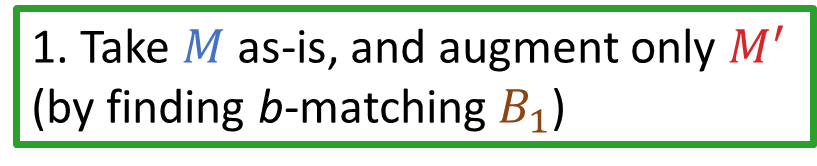 1. Take M as-is, and augment only M′
(by finding b-matching B₁)